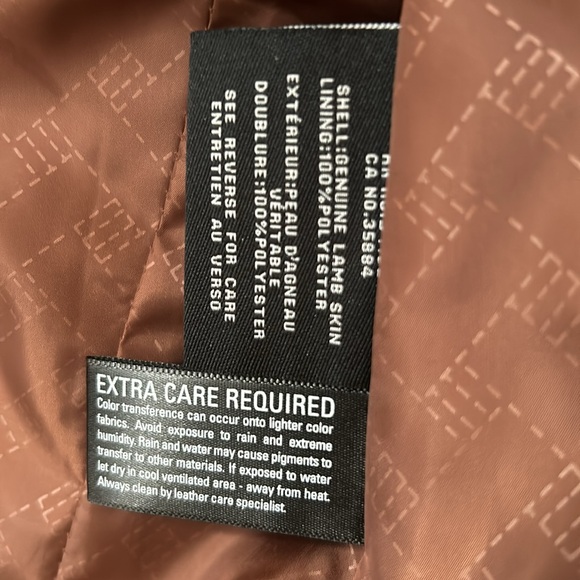 CA NO.35884
SHELL:GENUINE LAMB SKIN
LINING:100%POLYESTER
EXTÉRIEUR:PEAU D'AGNEAU
VÉRITABLE
DOUBLURE:100%POLYESTER
SEE REVERSE FOR CARE
ENTRETIEN AU VERSO
EXTRA CARE REQUIRED
Color transference can occur onto lighter color
fabrics. Avoid exposure to rain and extreme
humidity. Rain and water may cause pigments to
transfer to other materials. If exposed to water
let dry in cool ventilated area - away from heat.
Always clean by leather care specialist.